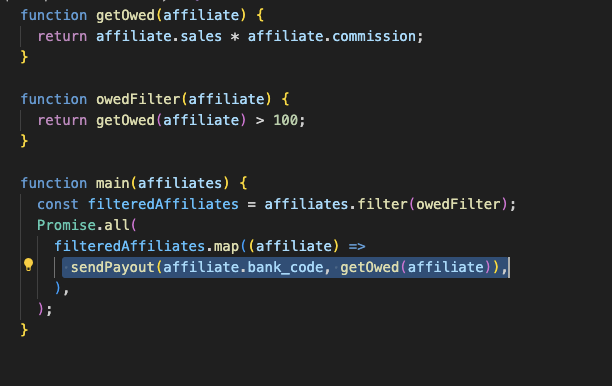 function getOwed(affiliate) {
  return affiliate.sales * affiliate.commission;
}

function owedFilter(affiliate) {
  return getOwed(affiliate) > 100;
}

function main(affiliates) {
  const filteredAffiliates = affiliates.filter(owedFilter);
  Promise.all(
    filteredAffiliates.map((affiliate) =>
      sendPayout(affiliate.bank_code, getOwed(affiliate)),
    ),
  );
}